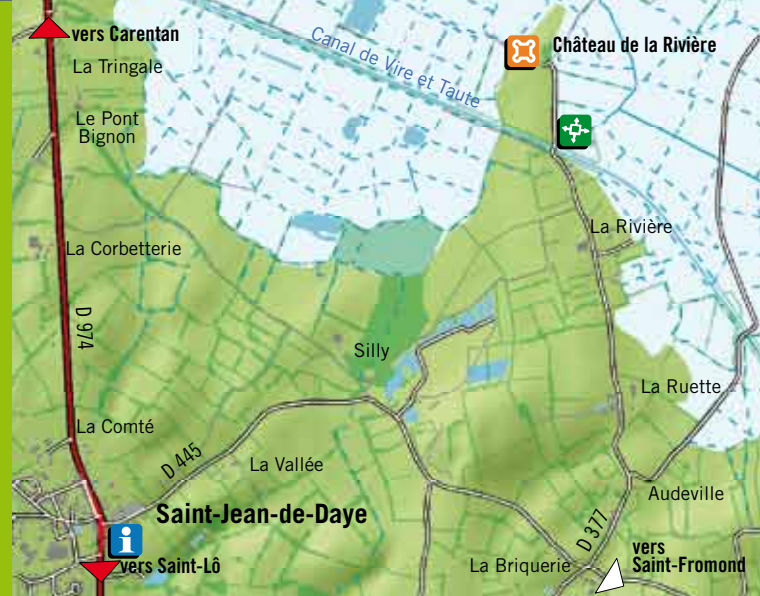 vers Carentan
Canal de Vire et Taute
Château de la Rivière
La Tringale
Le Pont
Bignon
La Rivière
La Corbetterie
D 974
Silly
La Ruette
La Comté
D 445
La Vallée
Audeville
Saint-Jean-de-Daye
i
D 377
vers
Saint-Fromond
vers Saint-Lô
La Briquerie